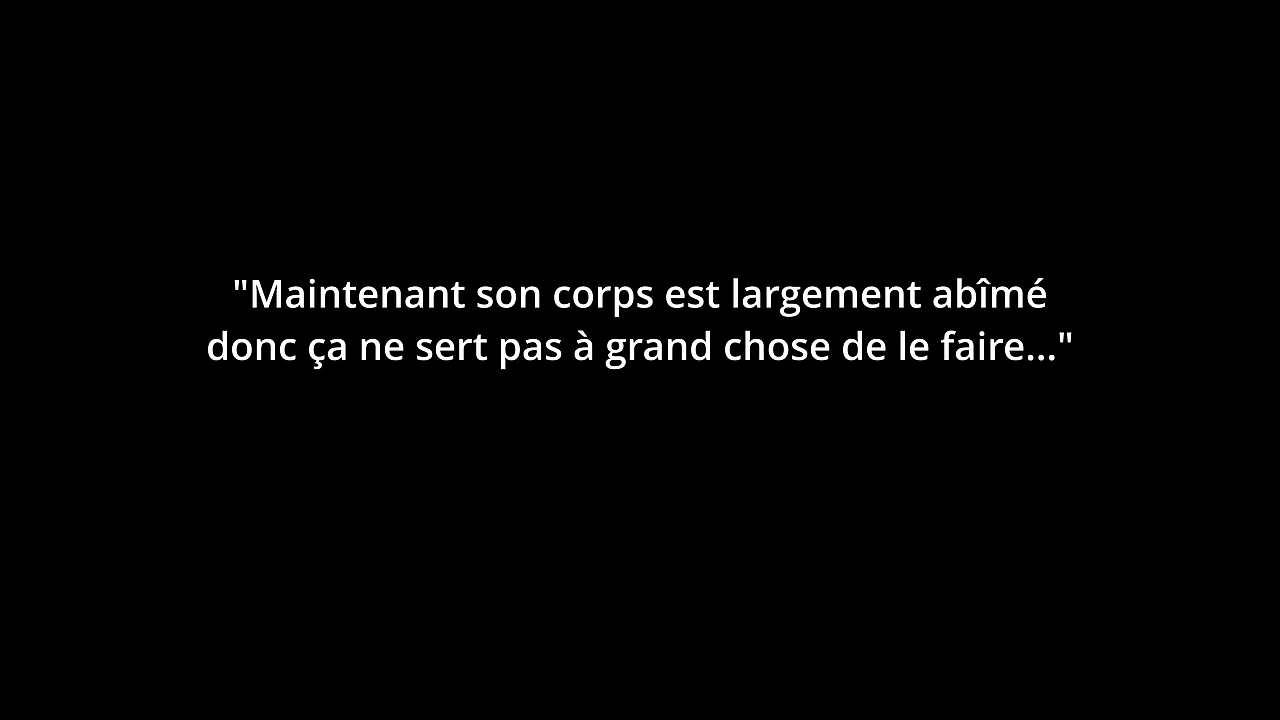 "Maintenant son corps est largement abîmé
donc ça ne sert pas à grand chose de le faire..."